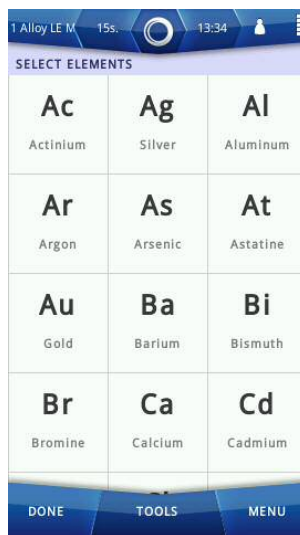 1 Alloy LE M 15s. 13:34
SELECT ELEMENTS
Ac Ag Al
Actinium Silver Aluminum
Ar As At
Argon Arsenic Astatine
Au Ba Bi
Gold Barium Bismuth
Br Ca Cd
Bromine Calcium Cadmium
DONE TOOLS MENU